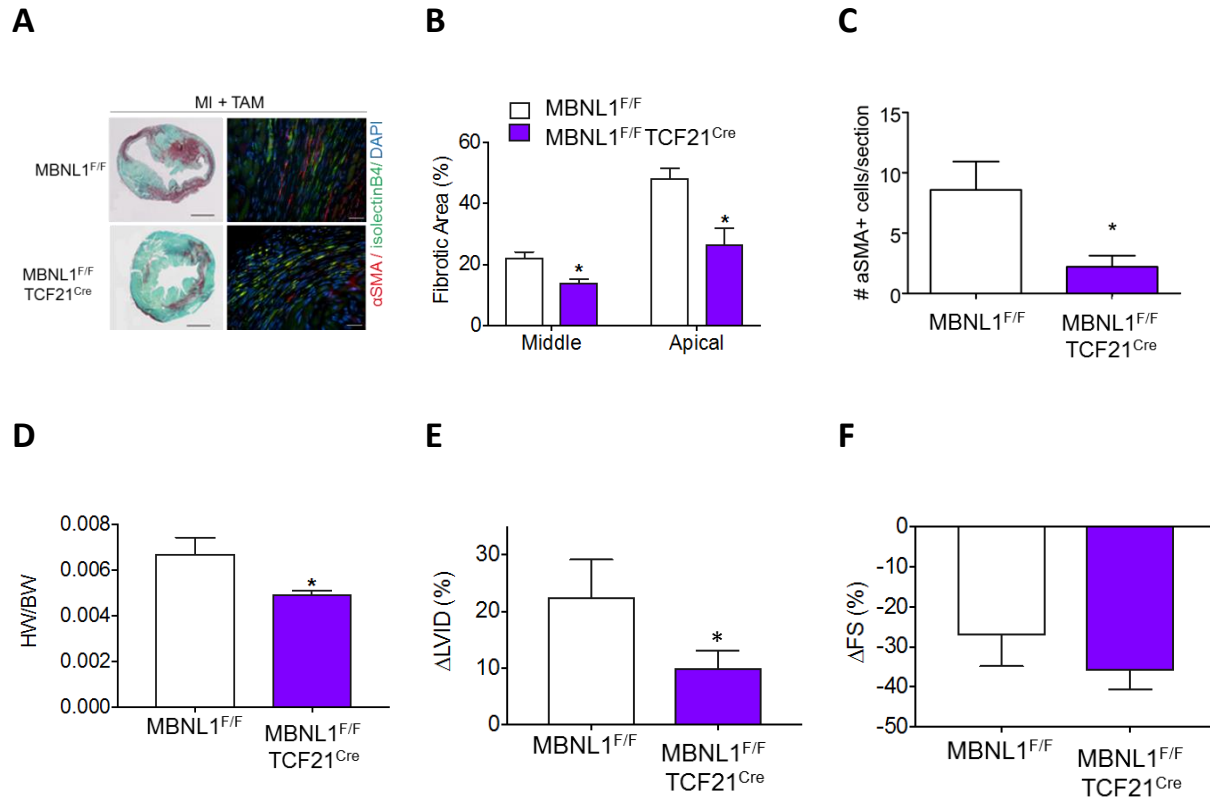 A
MI + TAM
MBNL1F/F
MBNL1F/F
TCF21Cre
αSMA / isolectinB4/ DAPI
B
MBNL1F/F
MBNL1F/F TCF21Cre
Fibrotic Area (%)
60
40
20
0
*
*
Middle Apical
C
# aSMA+ cells/section
15
10
5
0
*
MBNL1F/F
MBNL1F/F
TCF21Cre
D
HW/BW
0.008
0.006
0.004
0.002
0.000
*
MBNL1F/F
MBNL1F/F
TCF21Cre
E
ΔLVID (%)
30
20
10
0
*
MBNL1F/F
MBNL1F/F
TCF21Cre
F
ΔFS (%)
0
-10
-20
-30
-40
-50
MBNL1F/F
MBNL1F/F
TCF21Cre